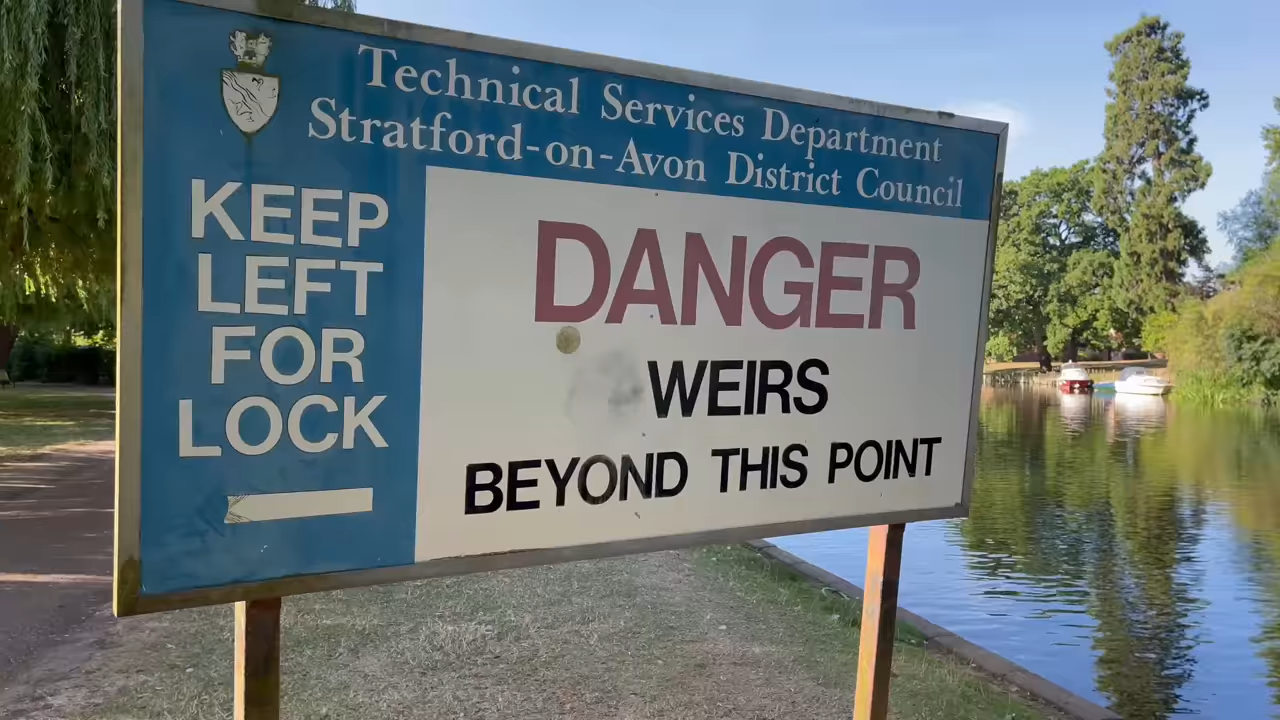 Technical Services Department
Stratford-on-Avon District Council
KEEP
LEFT
FOR
LOCK
DANGER
WEIRS
BEYOND THIS POINT